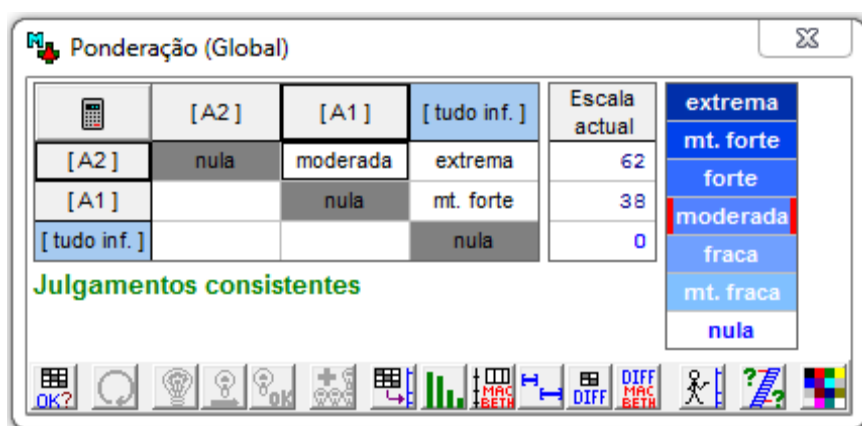 Ponderação (Global)
[ A2 ] [ A1 ] [ tudo inf. ] Escala actual extrema
mt. forte
[ A2 ] nula moderada extrema 62
forte
[ A1 ] nula mt. forte 38
moderada
[ tudo inf. ] nula 0
fraca
Julgamentos consistentes
mt. fraca
nula
OK? OK MAC BETH DIFF DIFF MAC BETH ? ?